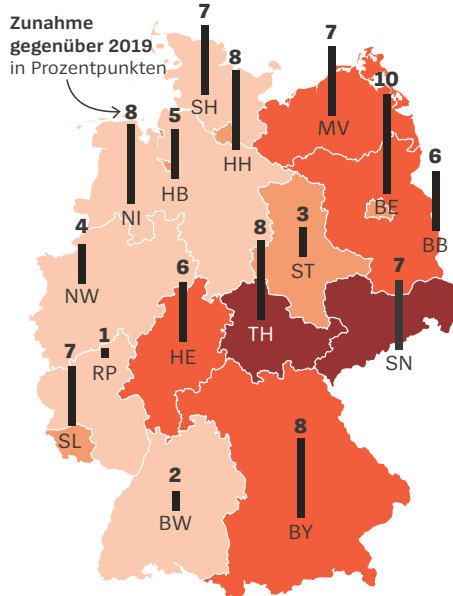 Zunahme
gegenüber 2019
in Prozentpunkten
7
SH
8
HH
7
MV
10
BE
8
NI
5
HB
6
BB
4
NW
3
ST
8
TH
7
SN
6
HE
1
RP
7
SL
2
BW
8
BY